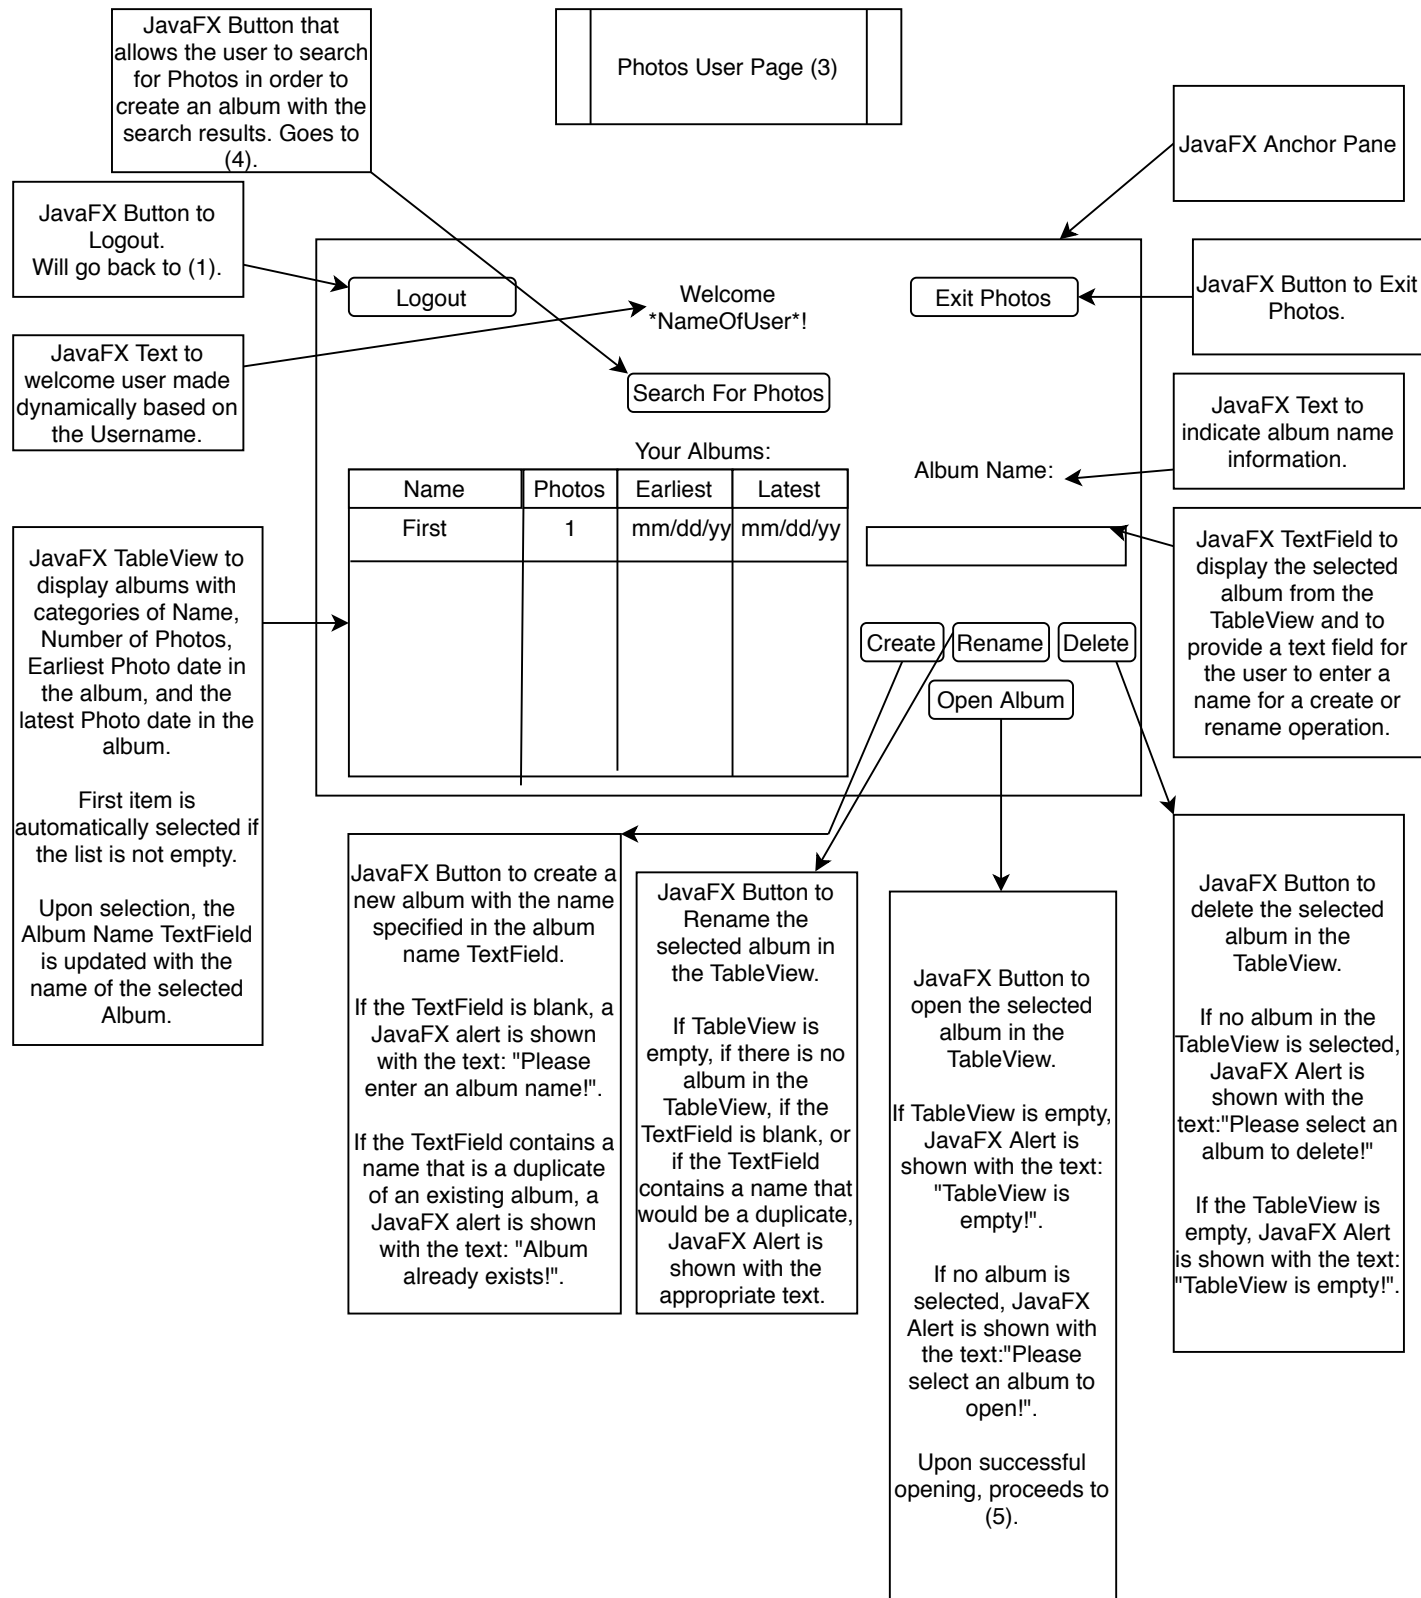 JavaFX Button that
allows the user to search
for Photos in order to
create an album with the
search results. Goes to
(4).
Photos User Page (3)
JavaFX Anchor Pane
JavaFX Button to
Logout.
Will go back to (1).
Logout
Welcome
*NameOfUser*!
Exit Photos
JavaFX Button to Exit
Photos.
JavaFX Text to
welcome user made
dynamically based on
the Username.
Search For Photos
JavaFX Text to
indicate album name
information.
Your Albums:
Album Name:
Name Photos Earliest Latest
First 1 mm/dd/yy mm/dd/yy
JavaFX TableView to
display albums with
categories of Name,
Number of Photos,
Earliest Photo date in
the album, and the
latest Photo date in the
album.
First item is
automatically selected if
the list is not empty.
Upon selection, the
Album Name TextField
is updated with the
name of the selected
Album.
JavaFX TextField to
display the selected
album from the
TableView and to
provide a text field for
the user to enter a
name for a create or
rename operation.
Create Rename Delete
Open Album
JavaFX Button to create a
new album with the name
specified in the album
name TextField.
If the TextField is blank, a
JavaFX alert is shown
with the text: "Please
enter an album name!".
If the TextField contains a
name that is a duplicate
of an existing album, a
JavaFX alert is shown
with the text: "Album
already exists!".
JavaFX Button to
Rename the
selected album in
the TableView.
If TableView is
empty, if there is no
album in the
TableView, if the
TextField is blank, or
if the TextField
contains a name that
would be a duplicate,
JavaFX Alert is
shown with the
appropriate text.
JavaFX Button to
open the selected
album in the
TableView.
If TableView is empty,
JavaFX Alert is
shown with the text:
"TableView is
empty!".
If no album is
selected, JavaFX
Alert is shown with
the text:"Please
select an album to
open!".
Upon successful
opening, proceeds to
(5).
JavaFX Button to
delete the selected
album in the
TableView.
If no album in the
TableView is selected,
JavaFX Alert is
shown with the
text:"Please select an
album to delete!"
If the TableView is
empty, JavaFX Alert
is shown with the text:
"TableView is empty!".